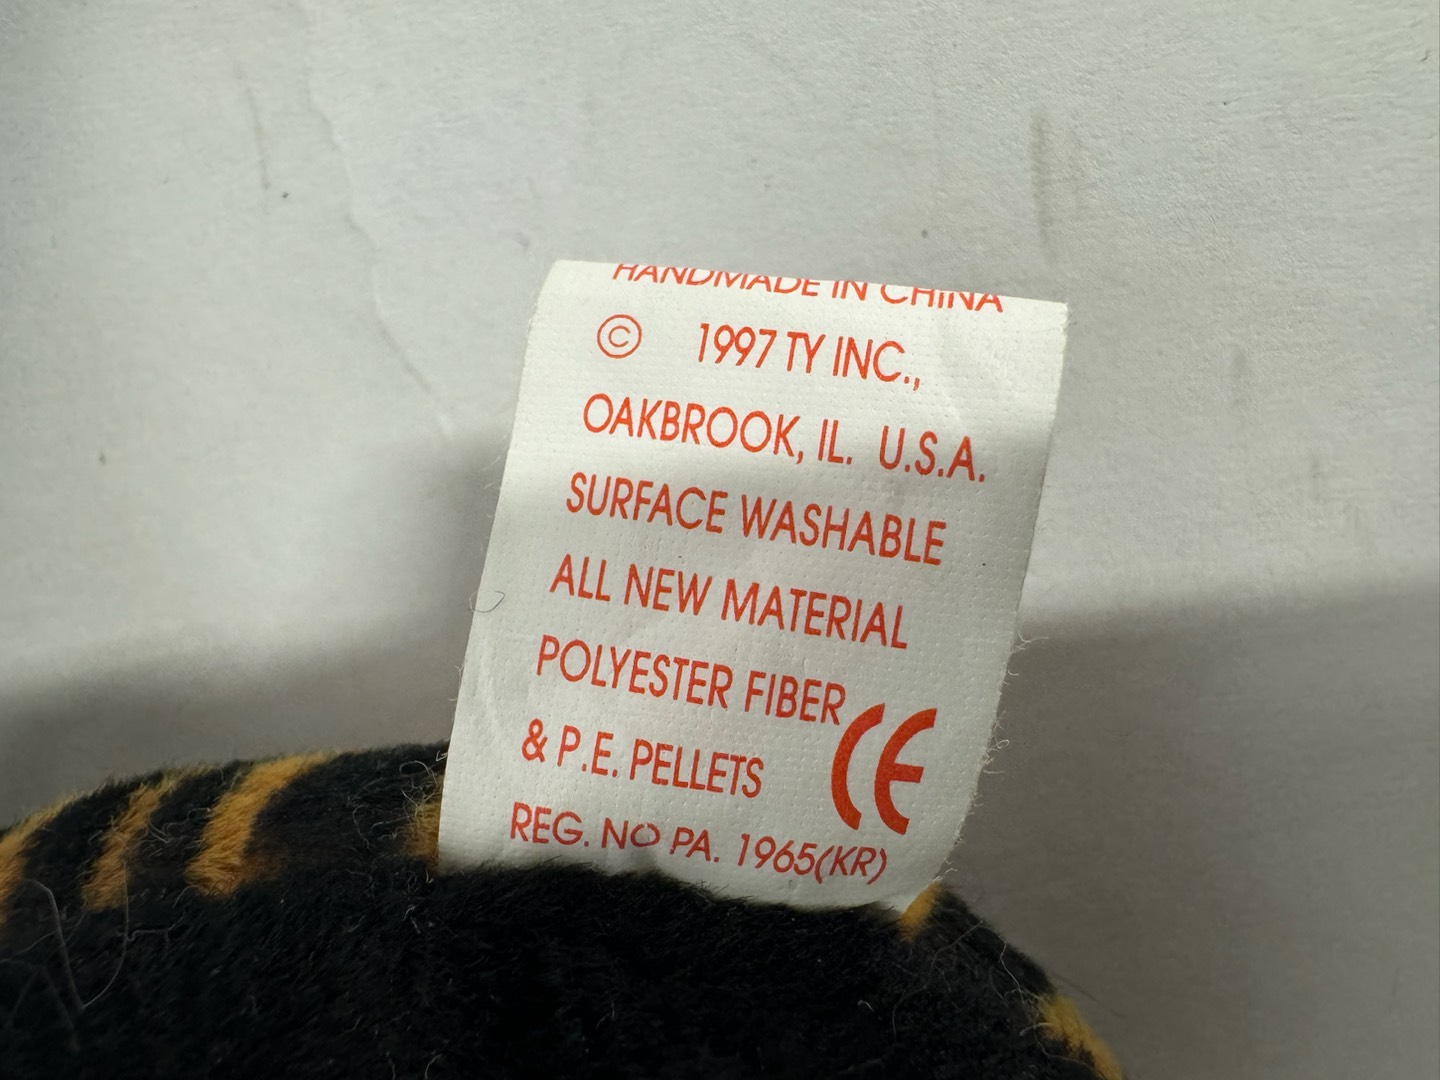 HANDMADE IN CHINA
© 1997 TY INC.,
OAKBROOK, IL. U.S.A.
SURFACE WASHABLE
ALL NEW MATERIAL
POLYESTER FIBER
& P.E. PELLETS CE
REG. NO PA. 1965(KR)